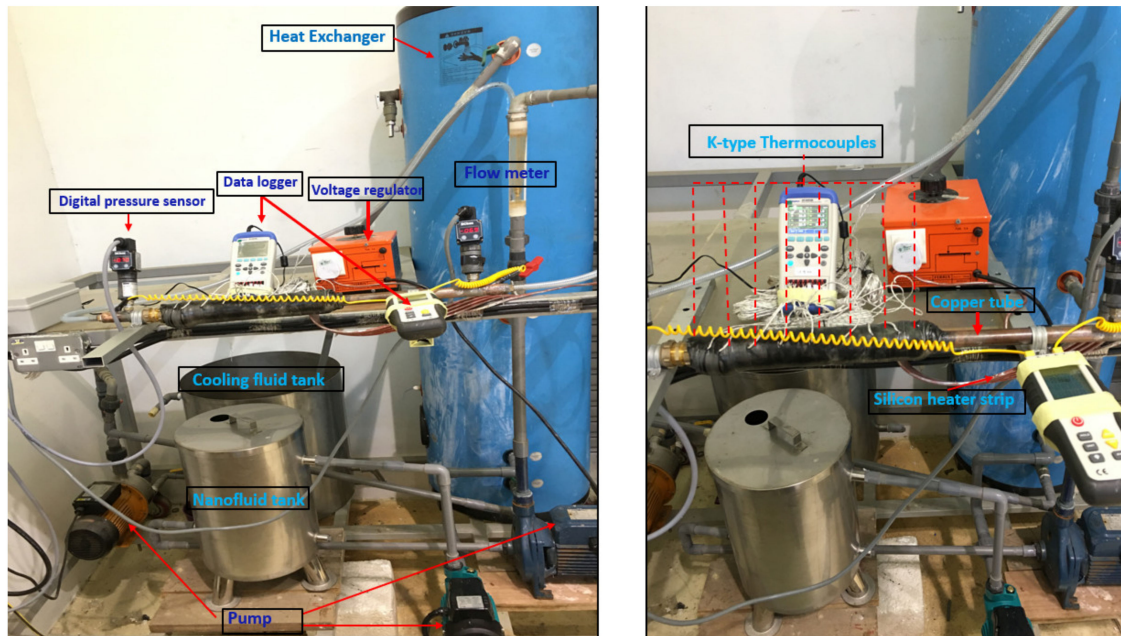 Heat Exchanger
Data logger
Voltage regulator
Flow meter
Digital pressure sensor
Cooling fluid tank
Nanofluid tank
Pump
K-type Thermocouples
Copper tube
Silicon heater strip